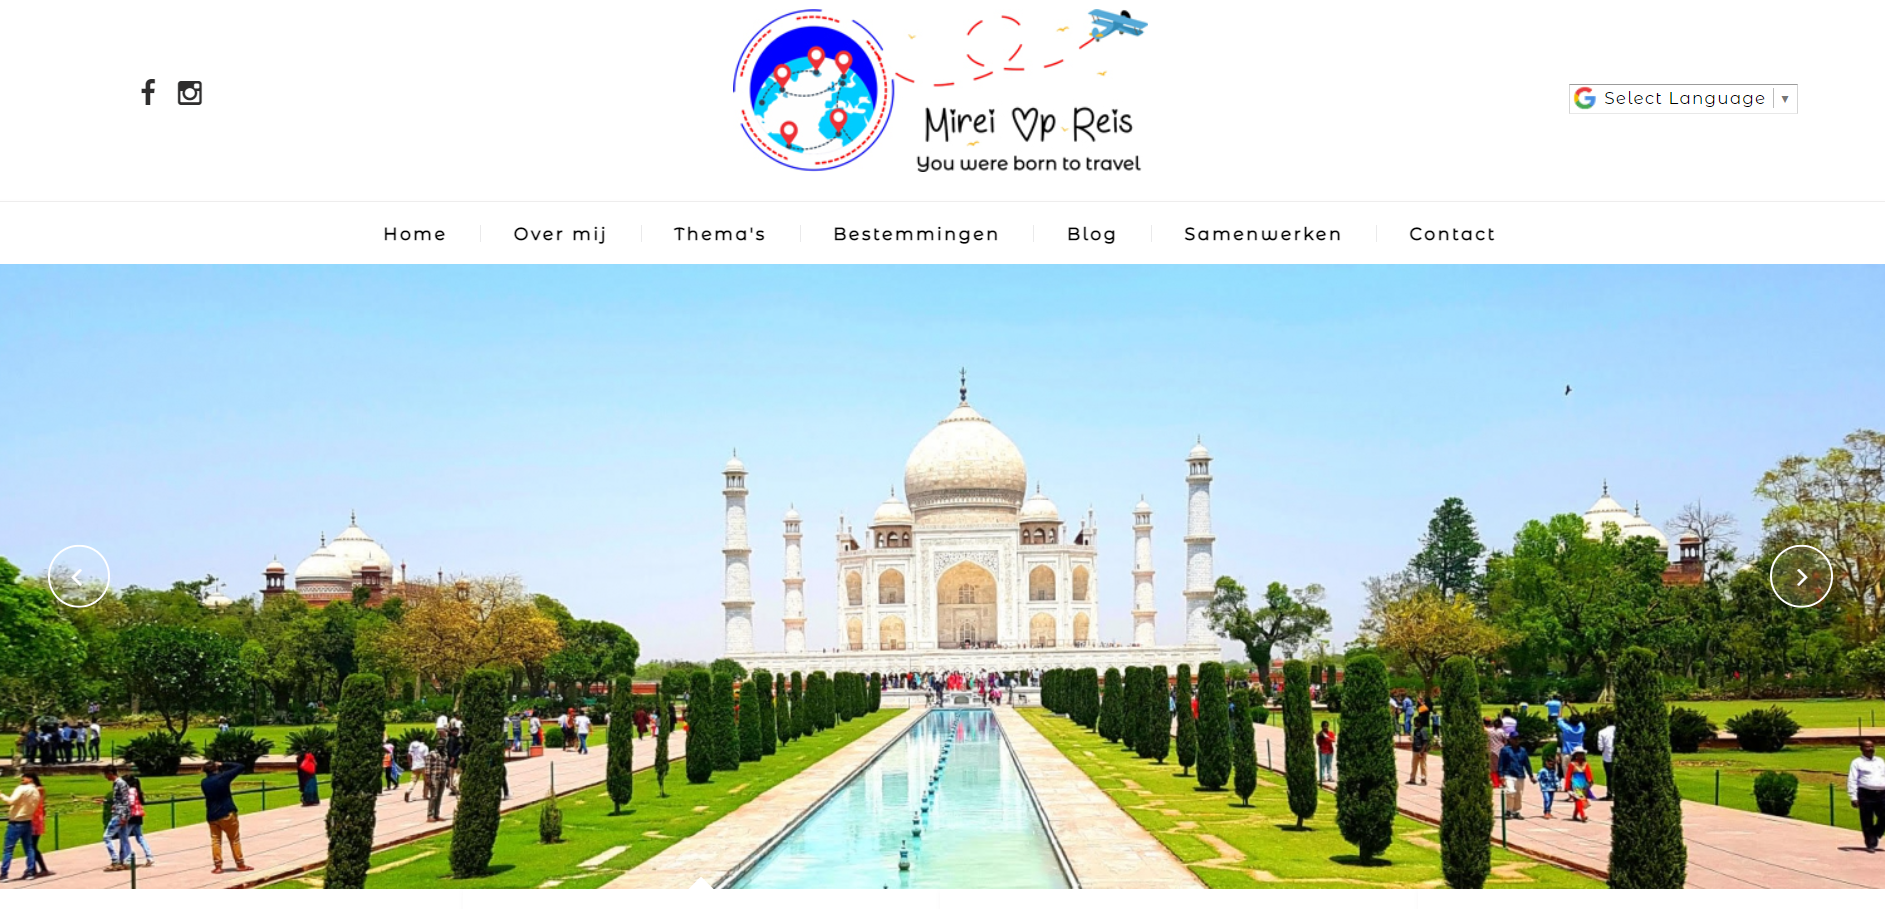 Mirei Op Reis
You were born to travel
Select Language ▼
Home
Over mij
Thema's
Bestemmingen
Blog
Samenwerken
Contact